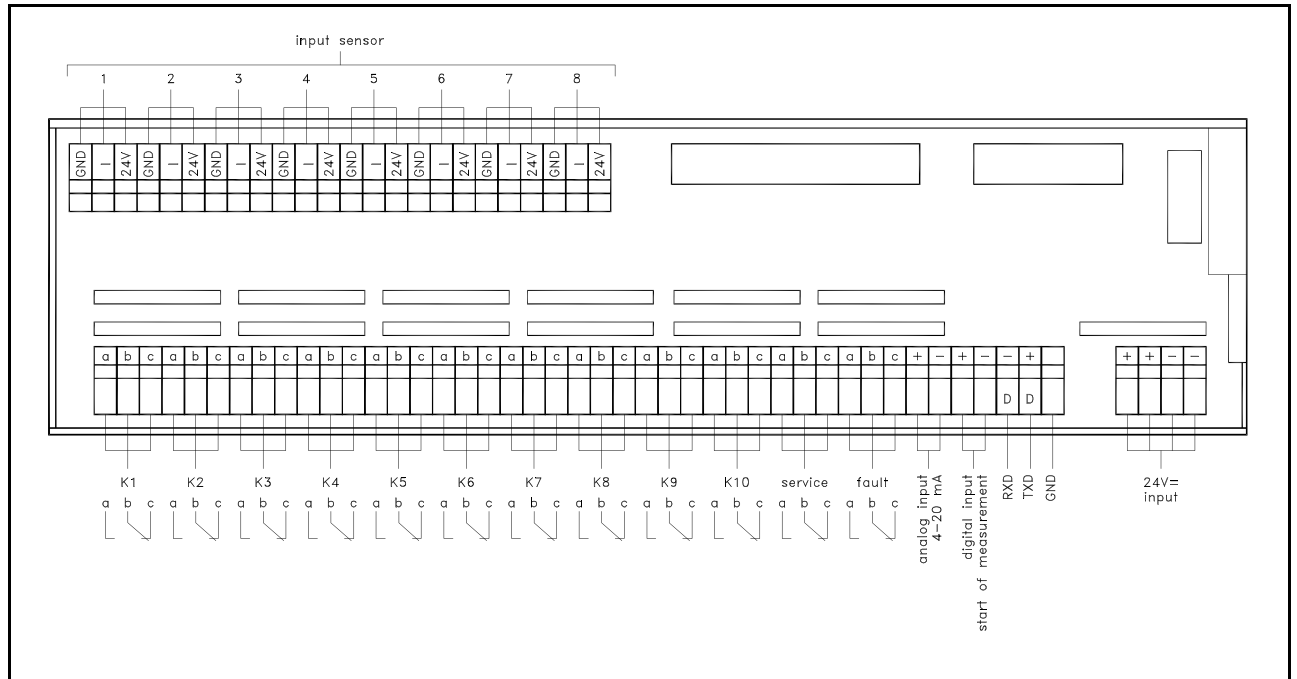 input sensor
1 2 3 4 5 6 7 8
GND I 24V GND I 24V GND I 24V GND I 24V GND I 24V GND I 24V GND I 24V GND I 24V
a b c a b c a b c a b c a b c a b c a b c a b c a b c a b c a b c a b c + − + − − + + + − −
D D
K1 K2 K3 K4 K5 K6 K7 K8 K9 K10 service fault
a b c a b c a b c a b c a b c a b c a b c a b c a b c a b c a b c a b c
analog input
4−20 mA
digital input
start of measurement
RXD
TXD
GND
24V=
input